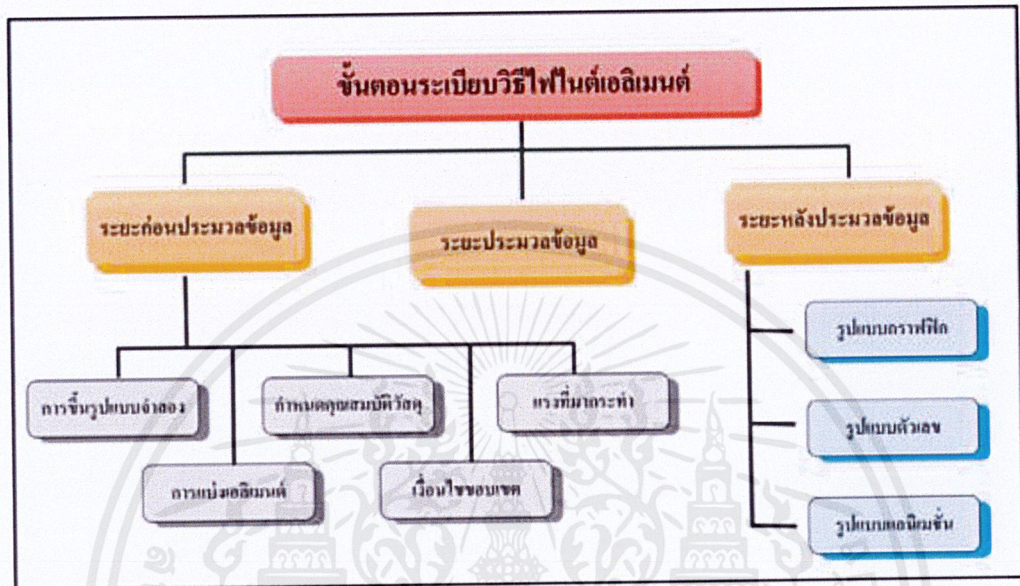 ขั้นตอนระเบียบวิธีไฟไนต์เอลิเมนต์
ระยะก่อนประมวลข้อมูล
ระยะประมวลข้อมูล
ระยะหลังประมวลข้อมูล
การขึ้นรูปแบบจำลอง
กำหนดคุณสมบัติวัสดุ
แรงที่มากระทำ
การแบ่งเอลิเมนต์
เงื่อนไขขอบเขต
รูปแบบกราฟฟิก
รูปแบบตัวเลข
รูปแบบแอนิเมชั่น